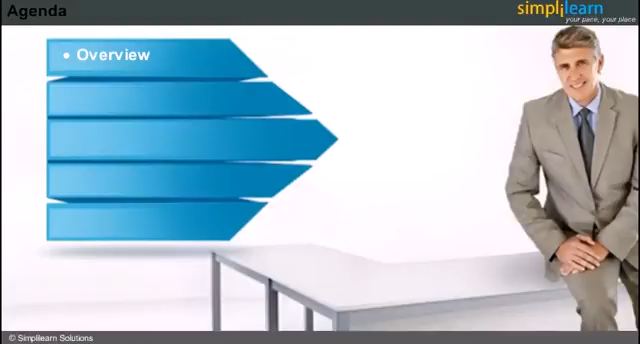 Agenda
simplilearn
your pace, your place
• Overview
© Simplilearn Solutions